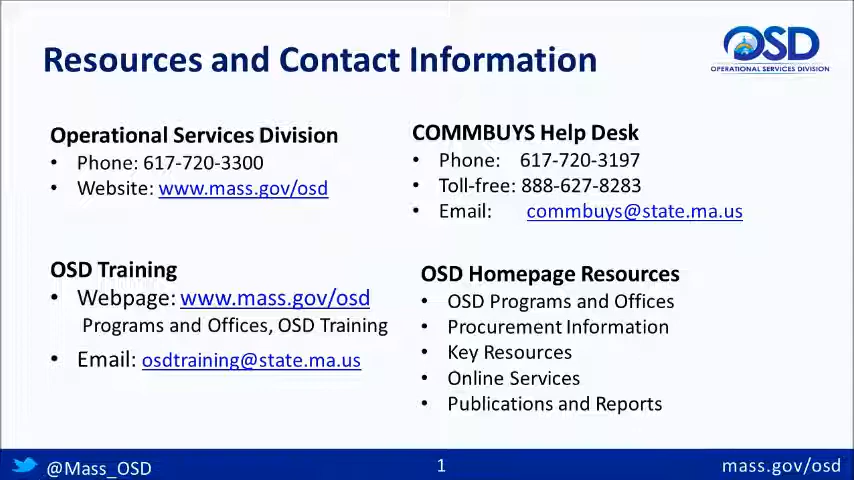 Resources and Contact Information
OSD
OPERATIONAL SERVICES DIVISION
Operational Services Division
• Phone: 617-720-3300
• Website: www.mass.gov/osd
COMMBUYS Help Desk
• Phone: 617-720-3197
• Toll-free: 888-627-8283
• Email: commbuys@state.ma.us
OSD Training
• Webpage: www.mass.gov/osd
Programs and Offices, OSD Training
• Email: osdtraining@state.ma.us
OSD Homepage Resources
• OSD Programs and Offices
• Procurement Information
• Key Resources
• Online Services
• Publications and Reports
@Mass_OSD
1
mass.gov/osd